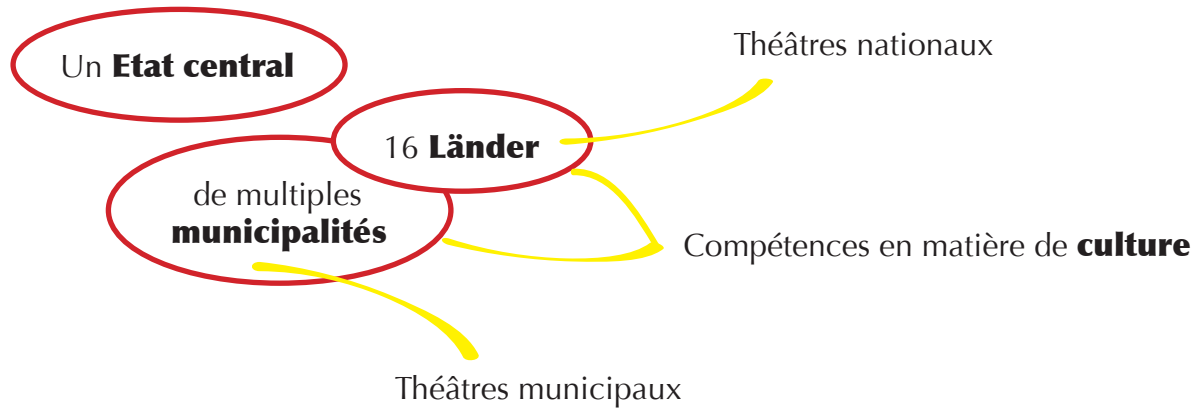 Un Etat central
Théâtres nationaux
16 Länder
de multiples
municipalités
Compétences en matière de culture
Théâtres municipaux